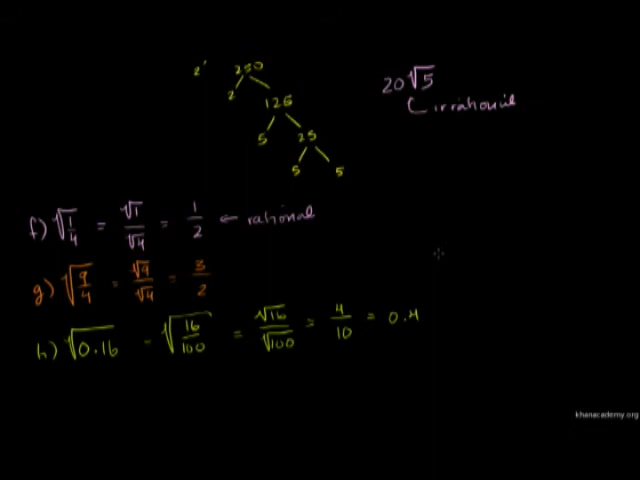 2' 250
20√5
2 125
irrational
5 25
5 5
f) √(1/4) = √1/√4 = 1/2 ← rational
g) √(9/4) = √9/√4 = 3/2
h) √0.16 = √(16/100) = √16/√100 = 4/10 = 0.4
khanacademy.org